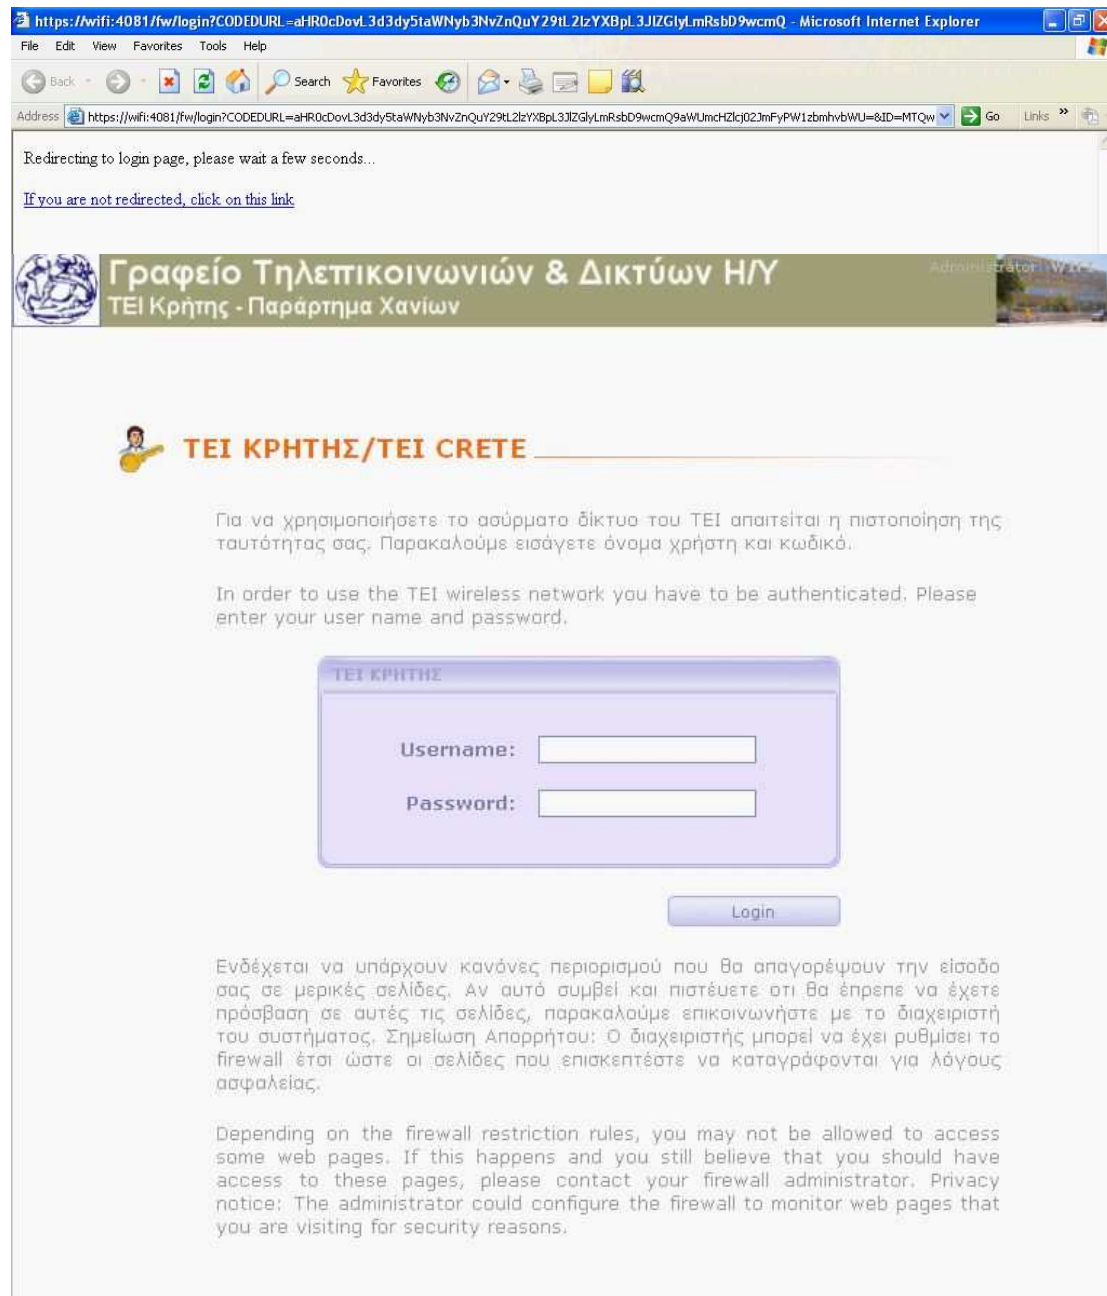 https://wifi:4081/fw/login?CODEDURL=aHR0cDovL3d3dy5taWNyb3NvZnQuY29tL2lzYXBpL3JlZGlyLmRsbD9wcmQ - Microsoft Internet Explorer
File Edit View Favorites Tools Help
Back Search Favorites
Address https://wifi:4081/fw/login?CODEDURL=aHR0cDovL3d3dy5taWNyb3NvZnQuY29tL2lzYXBpL3JlZGlyLmRsbD9wcmQ9aWUmcHZlcj02JmFyPW1zbmhvbWU=&ID=MTQw Go Links »
Redirecting to login page, please wait a few seconds...
If you are not redirected, click on this link
Γραφείο Τηλεπικοινωνιών & Δικτύων Η/Υ
ΤΕΙ Κρήτης - Παράρτημα Χανίων
Administrator WIFI
ΤΕΙ ΚΡΗΤΗΣ/TEI CRETE
Για να χρησιμοποιήσετε το ασύρματο δίκτυο του ΤΕΙ απαιτείται η πιστοποίηση της
ταυτότητας σας. Παρακαλούμε εισάγετε όνομα χρήστη και κωδικό.
In order to use the TEI wireless network you have to be authenticated. Please
enter your user name and password.
ΤΕΙ ΚΡΗΤΗΣ
Username:
Password:
Login
Ενδέχεται να υπάρχουν κανόνες περιορισμού που θα απαγορέψουν την είσοδο
σας σε μερικές σελίδες. Αν αυτό συμβεί και πιστέυετε οτι θα έπρεπε να έχετε
πρόσβαση σε αυτές τις σελίδες, παρακαλούμε επικοινωνήστε με το διαχειριστή
του συστήματος. Σημείωση Απορρήτου: Ο διαχειριστής μπορεί να έχει ρυθμίσει το
firewall έτσι ώστε οι σελίδες που επισκεπτέστε να καταγράφονται για λόγους
ασφαλείας.
Depending on the firewall restriction rules, you may not be allowed to access
some web pages. If this happens and you still believe that you should have
access to these pages, please contact your firewall administrator. Privacy
notice: The administrator could configure the firewall to monitor web pages that
you are visiting for security reasons.